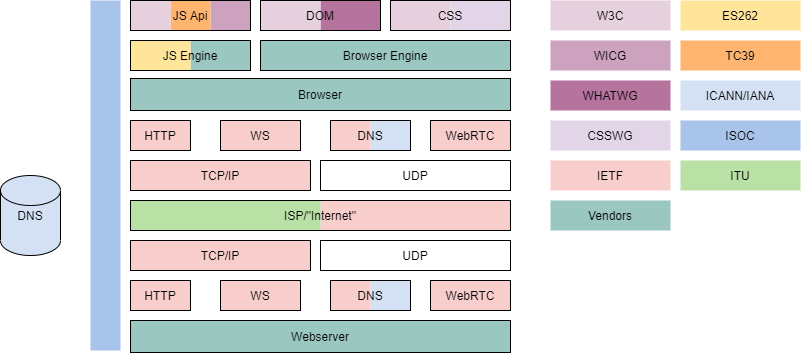 JS Api
DOM
CSS
JS Engine
Browser Engine
Browser
HTTP
WS
DNS
WebRTC
TCP/IP
UDP
ISP/"Internet"
TCP/IP
UDP
HTTP
WS
DNS
WebRTC
Webserver
DNS
W3C
ES262
WICG
TC39
WHATWG
ICANN/IANA
CSSWG
ISOC
IETF
ITU
Vendors